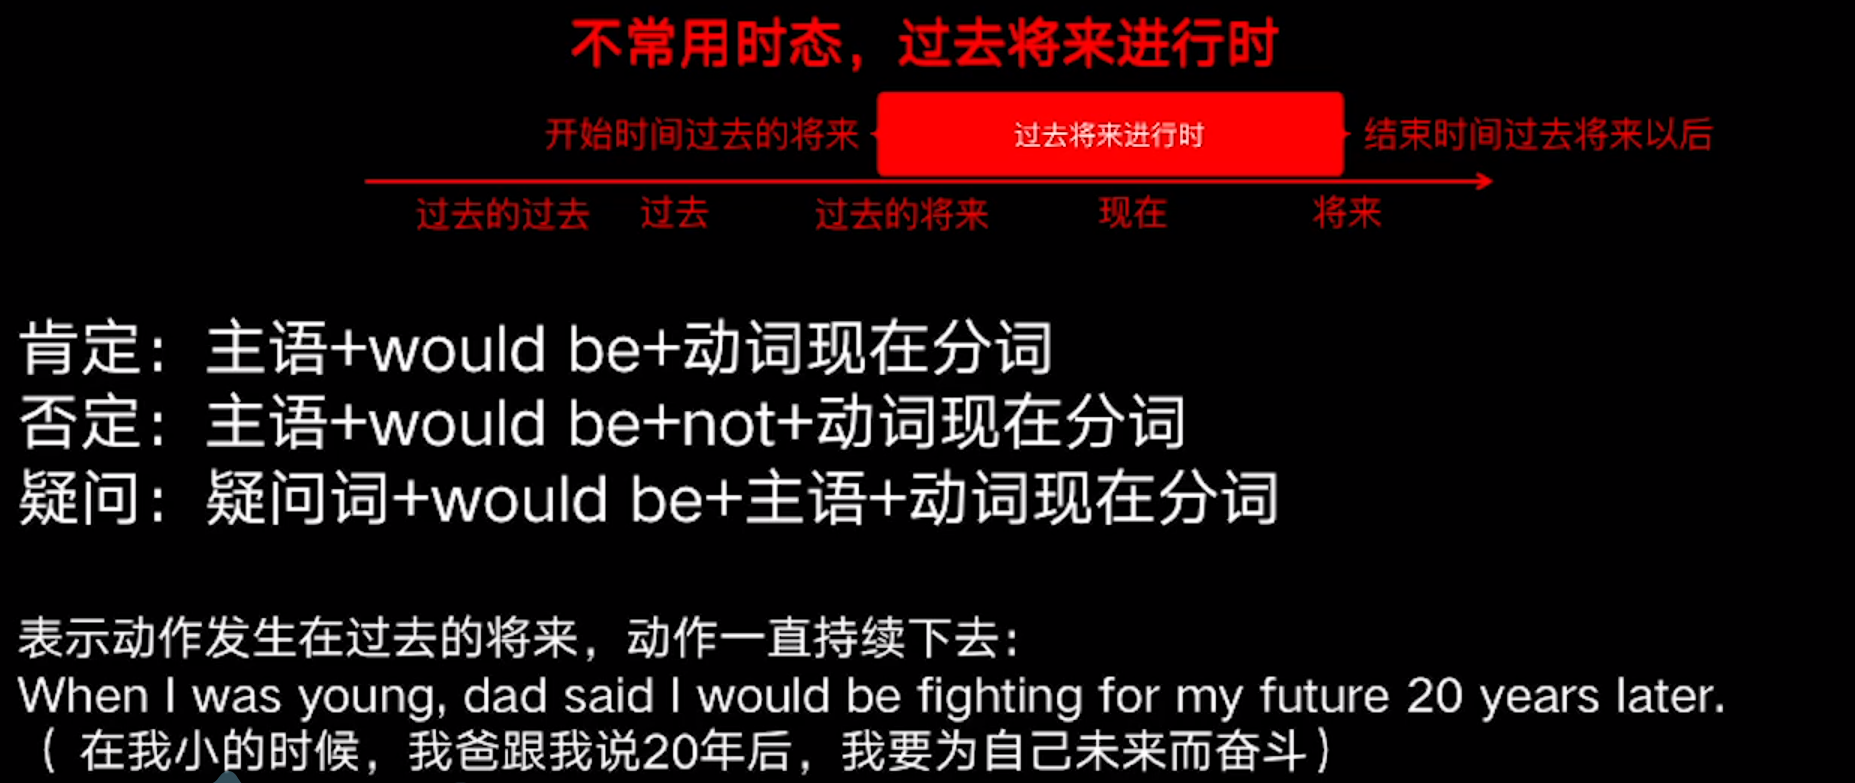 不常用时态，过去将来进行时
开始时间过去的将来
过去将来进行时
结束时间过去将来以后
过去的过去
过去
过去的将来
现在
将来
肯定：主语+would be+动词现在分词
否定：主语+would be+not+动词现在分词
疑问：疑问词+would be+主语+动词现在分词
表示动作发生在过去的将来，动作一直持续下去：
When I was young, dad said I would be fighting for my future 20 years later.
（在我小的时候，我爸跟我说20年后，我要为自己未来而奋斗）